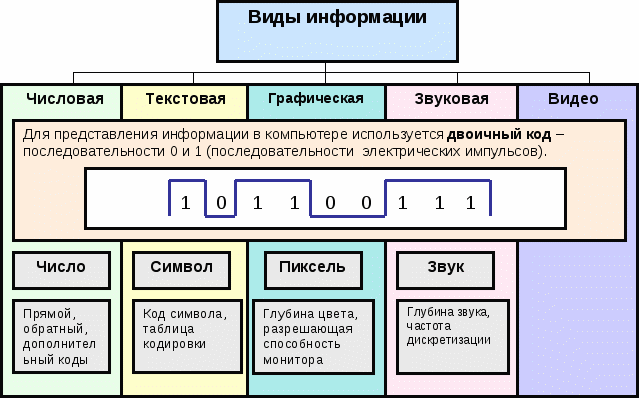 Виды информации
Числовая
Текстовая
Графическая
Звуковая
Видео
Для представления информации в компьютере используется двоичный код –
последовательности 0 и 1 (последовательности электрических импульсов).
1 0 1 1 0 0 1 1 1
Число
Символ
Пиксель
Звук
Прямой,
обратный,
дополнител
ьный коды
Код символа,
таблица
кодировки
Глубина цвета,
разрешающая
способность
монитора
Глубина звука,
частота
дискретизации